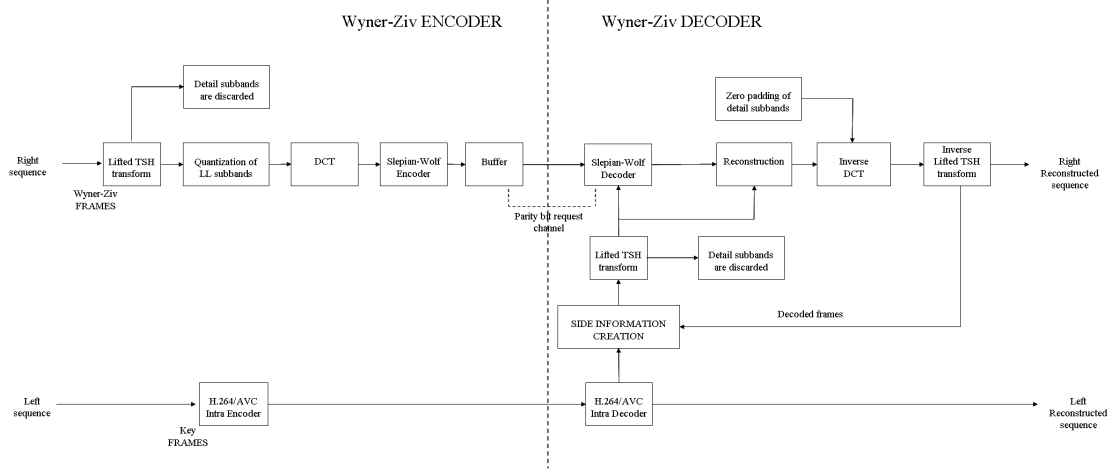 Wyner-Ziv ENCODER
Wyner-Ziv DECODER
Detail subbands
are discarded
Zero padding of
detail subbands
Right
sequence
Lifted TSH
transform
Quantization of
LL subbands
DCT
Slepian-Wolf
Encoder
Buffer
Slepian-Wolf
Decoder
Reconstruction
Inverse
DCT
Inverse
Lifted TSH
transform
Right
Reconstructed
sequence
Wyner-Ziv
FRAMES
Parity bit request
channel
Lifted TSH
transform
Detail subbands
are discarded
SIDE INFORMATION
CREATION
Decoded frames
Left
sequence
H.264/AVC
Intra Encoder
Key
FRAMES
H.264/AVC
Intra Decoder
Left
Reconstructed
sequence